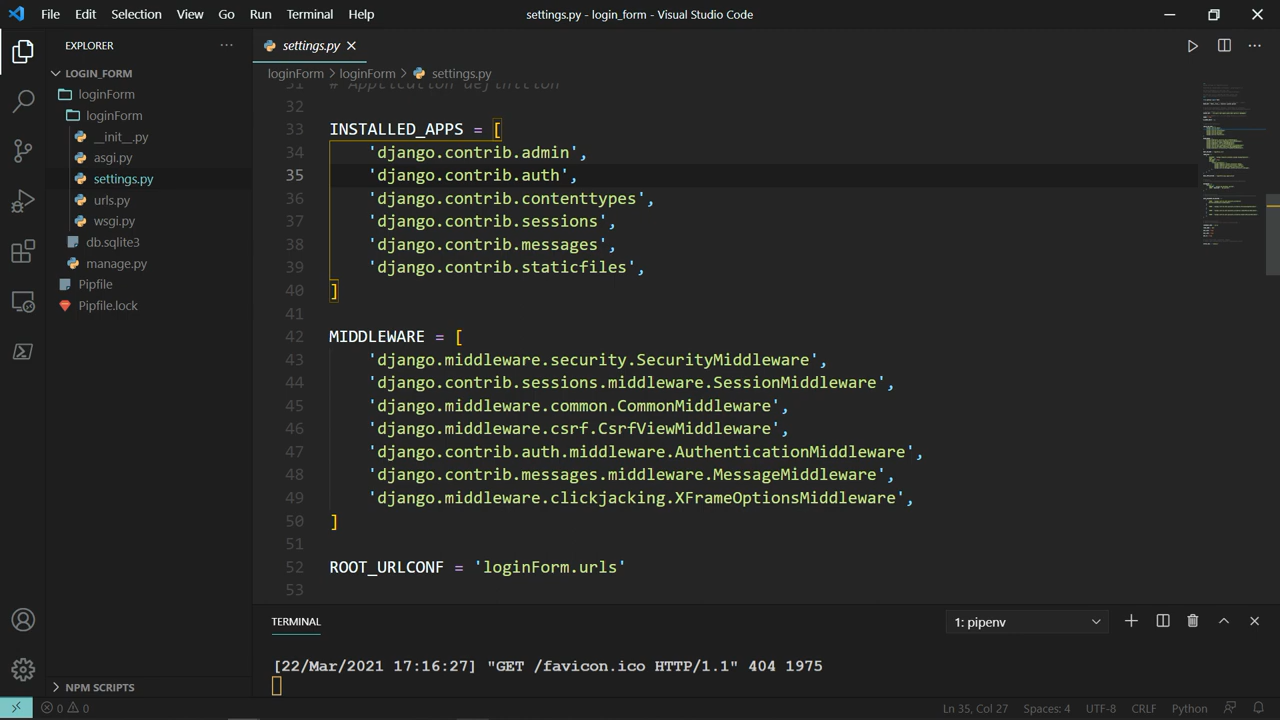 File Edit Selection View Go Run Terminal Help
settings.py - login_form - Visual Studio Code
EXPLORER
LOGIN_FORM
loginForm
loginForm
__init__.py
asgi.py
settings.py
urls.py
wsgi.py
db.sqlite3
manage.py
Pipfile
Pipfile.lock
NPM SCRIPTS
settings.py
loginForm > loginForm > settings.py
31 # Application definition
32
33 INSTALLED_APPS = [
34 'django.contrib.admin',
35 'django.contrib.auth',
36 'django.contrib.contenttypes',
37 'django.contrib.sessions',
38 'django.contrib.messages',
39 'django.contrib.staticfiles',
40 ]
41
42 MIDDLEWARE = [
43 'django.middleware.security.SecurityMiddleware',
44 'django.contrib.sessions.middleware.SessionMiddleware',
45 'django.middleware.common.CommonMiddleware',
46 'django.middleware.csrf.CsrfViewMiddleware',
47 'django.contrib.auth.middleware.AuthenticationMiddleware',
48 'django.contrib.messages.middleware.MessageMiddleware',
49 'django.middleware.clickjacking.XFrameOptionsMiddleware',
50 ]
51
52 ROOT_URLCONF = 'loginForm.urls'
53
TERMINAL
1: pipenv
[22/Mar/2021 17:16:27] "GET /favicon.ico HTTP/1.1" 404 1975
0 0
Ln 35, Col 27 Spaces: 4 UTF-8 CRLF Python